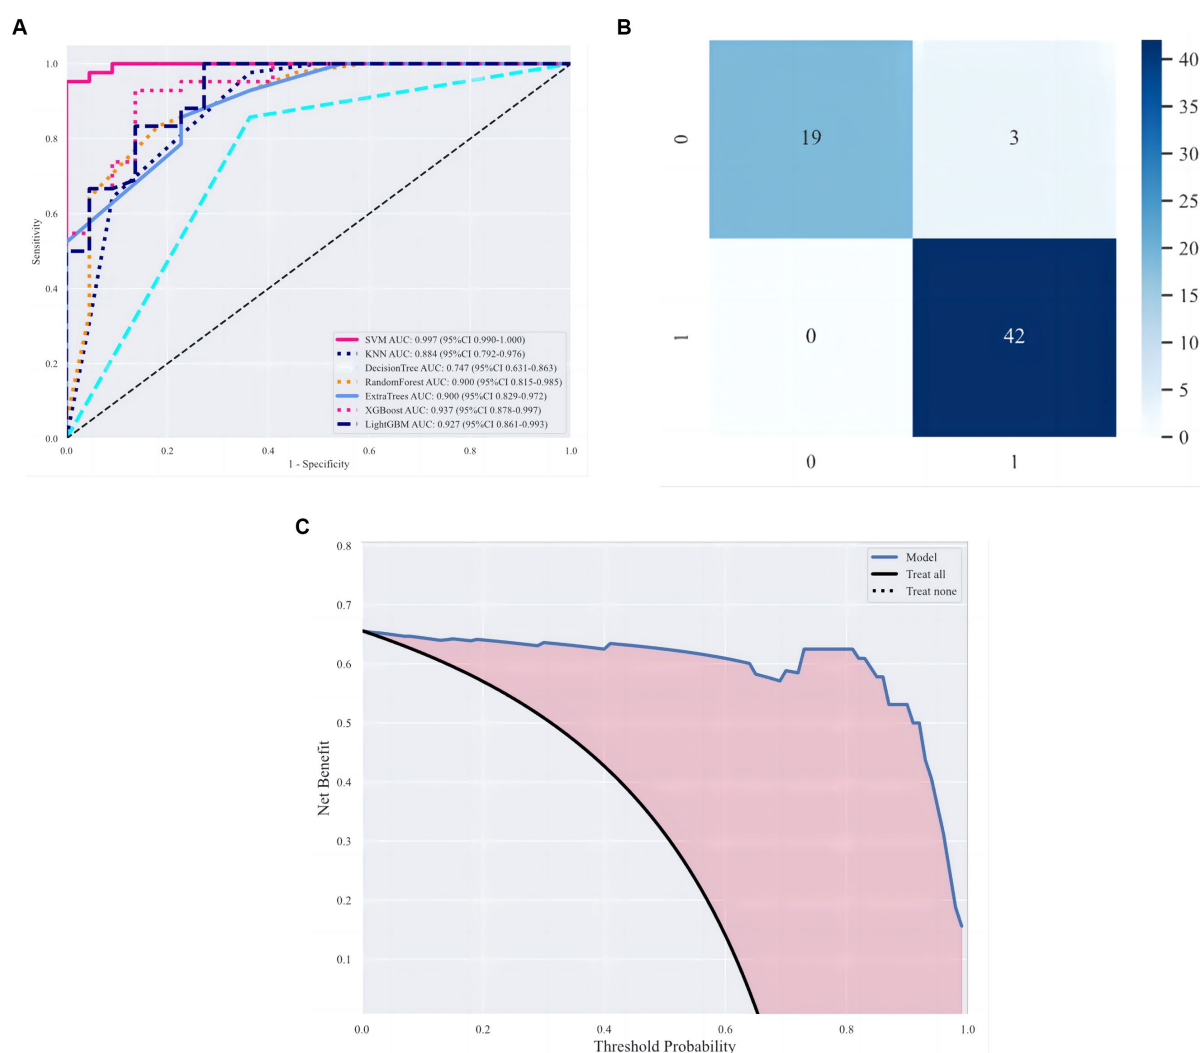 A
1.0
0.8
0.6
0.4
0.2
0.0
Sensitivity
0.0 0.2 0.4 0.6 0.8 1.0
1 - Specificity
SVM AUC: 0.997 (95%CI 0.990-1.000)
KNN AUC: 0.884 (95%CI 0.792-0.976)
DecisionTree AUC: 0.747 (95%CI 0.631-0.863)
RandomForest AUC: 0.900 (95%CI 0.815-0.985)
ExtraTrees AUC: 0.900 (95%CI 0.829-0.972)
XGBoost AUC: 0.937 (95%CI 0.878-0.997)
LightGBM AUC: 0.927 (95%CI 0.861-0.993)
B
0
1
19 3
0 42
0 1
40
35
30
25
20
15
10
5
0
C
0.8
0.7
0.6
0.5
0.4
0.3
0.2
0.1
Net Benefit
0.0 0.2 0.4 0.6 0.8 1.0
Threshold Probability
Model
Treat all
Treat none